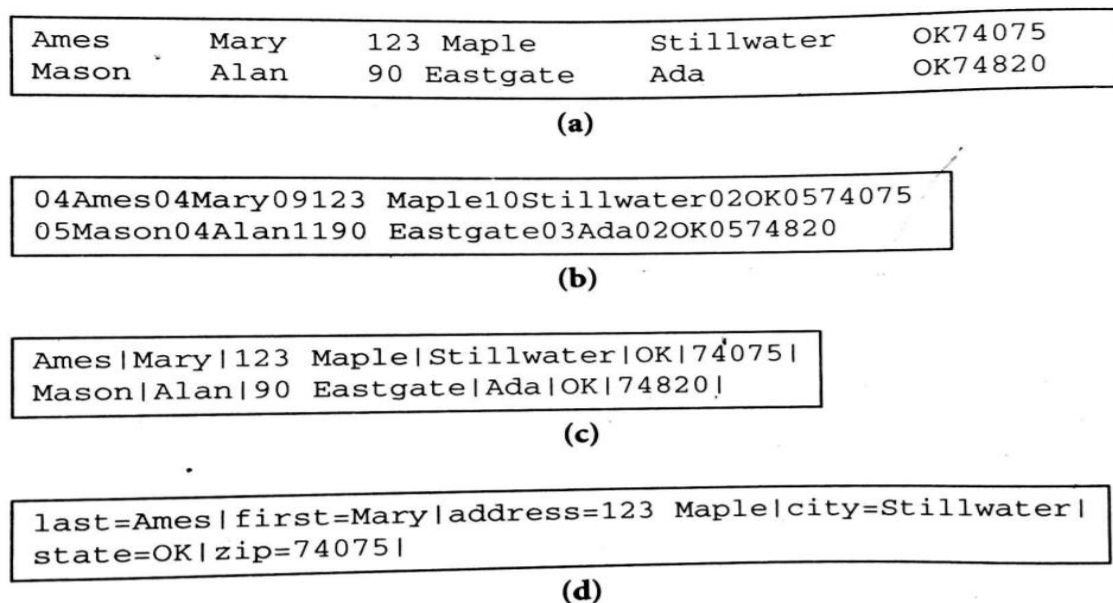 Ames Mary 123 Maple Stillwater OK74075
Mason Alan 90 Eastgate Ada OK74820
(a)
04Ames04Mary09123 Maple10Stillwater02OK0574075
05Mason04Alan1190 Eastgate03Ada02OK0574820
(b)
Ames|Mary|123 Maple|Stillwater|OK|74075|
Mason|Alan|90 Eastgate|Ada|OK|74820|
(c)
last=Ames|first=Mary|address=123 Maple|city=Stillwater|
state=OK|zip=74075|
(d)